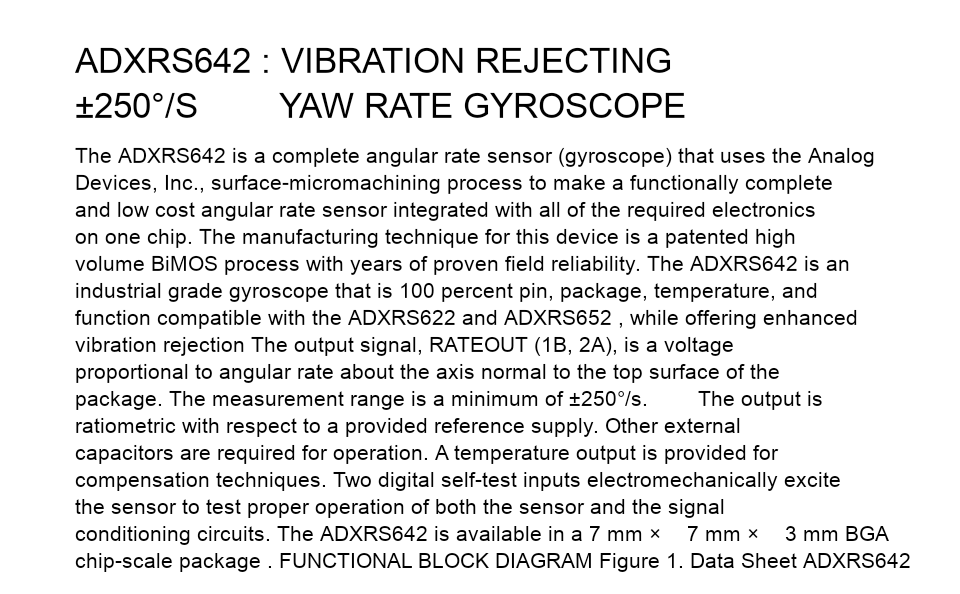 ADXRS642 : VIBRATION REJECTING
±250°/S YAW RATE GYROSCOPE
The ADXRS642 is a complete angular rate sensor (gyroscope) that uses the Analog
Devices, Inc., surface-micromachining process to make a functionally complete
and low cost angular rate sensor integrated with all of the required electronics
on one chip. The manufacturing technique for this device is a patented high
volume BiMOS process with years of proven field reliability. The ADXRS642 is an
industrial grade gyroscope that is 100 percent pin, package, temperature, and
function compatible with the ADXRS622 and ADXRS652 , while offering enhanced
vibration rejection The output signal, RATEOUT (1B, 2A), is a voltage
proportional to angular rate about the axis normal to the top surface of the
package. The measurement range is a minimum of ±250°/s. The output is
ratiometric with respect to a provided reference supply. Other external
capacitors are required for operation. A temperature output is provided for
compensation techniques. Two digital self-test inputs electromechanically excite
the sensor to test proper operation of both the sensor and the signal
conditioning circuits. The ADXRS642 is available in a 7 mm × 7 mm × 3 mm BGA
chip-scale package . FUNCTIONAL BLOCK DIAGRAM Figure 1. Data Sheet ADXRS642